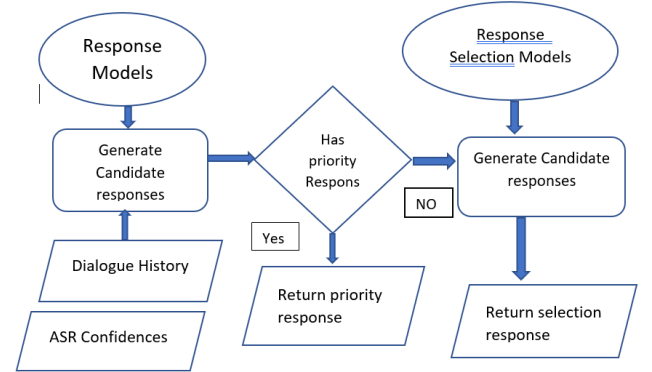 Response
Models
Generate
Candidate
responses
Dialogue History
ASR Confidences
Has
priority
Respons
Yes
NO
Return priority
response
Response
Selection Models
Generate Candidate
responses
Return selection
response